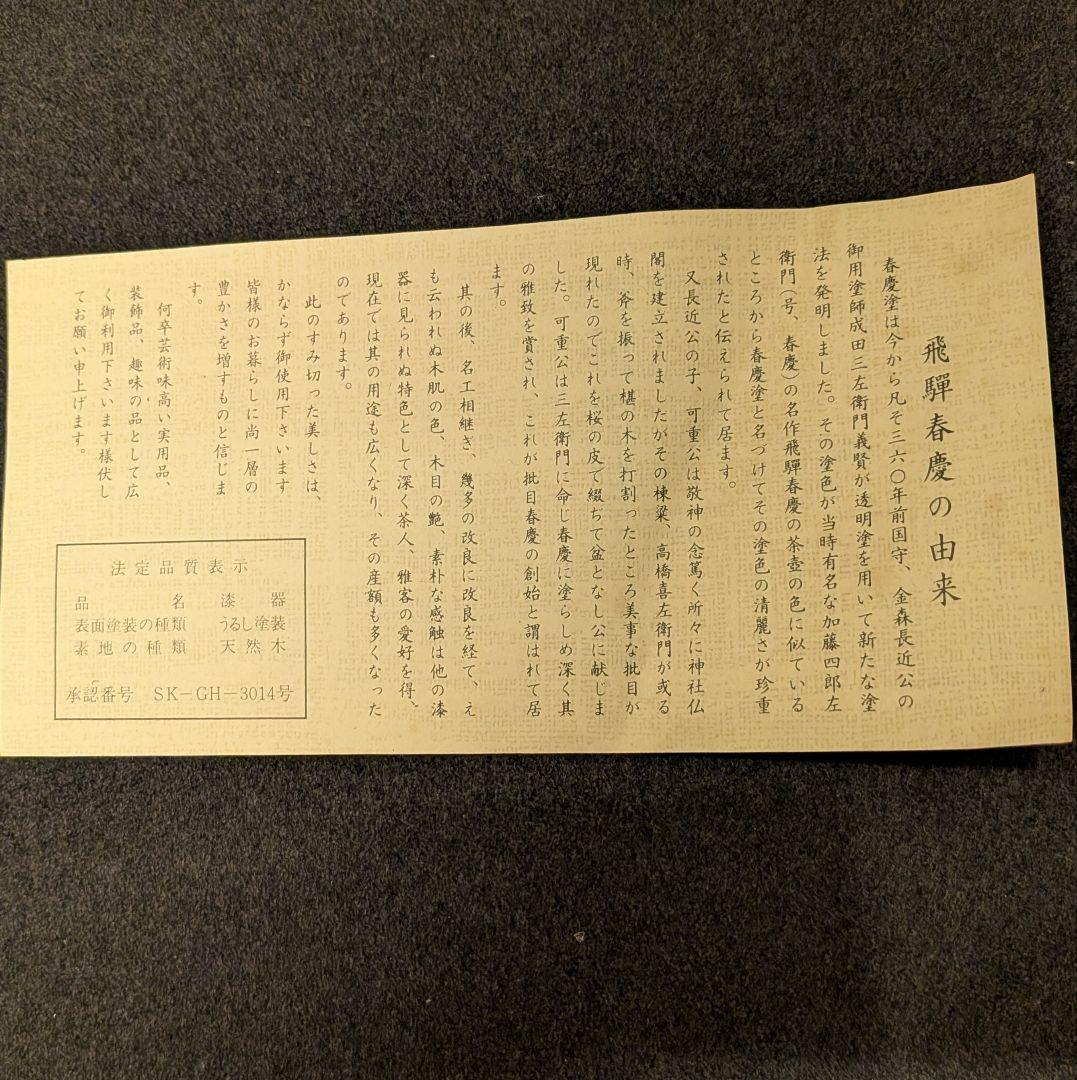 飛驒春慶の由来
春慶塗は今から凡そ三六〇年前国守、金森長近公の
御用塗師成田三左衛門義賢が透明塗を用いて新たな塗
法を発明しました。その塗色が当時有名な加藤四郎左
衛門(号、春慶)の名作飛驒春慶の茶壺の色に似ている
ところから春慶塗と名づけてその塗色の清麗さが珍重
されたと伝えられて居ます。
又長近公の子、可重公は敬神の念篤く所々に神社仏
閣を建立されましたがその棟梁、高橋喜左衛門が或る
時、斧を振って椹の木を打割ったところ美事な批目が
現れたのでこれを桜の皮で綴ぢて盆となし公に献じま
した。可重公は三左衛門に命じ春慶に塗らしめ深く其
の雅致を賞され、これが批目春慶の創始と謂はれて居
ます。
其の後、名工相継ぎ、幾多の改良に改良を経て、え
も云われぬ木肌の色、木目の艶、素朴な感触は他の漆
器に見られぬ特色として深く茶人、雅客の愛好を得、
現在では其の用途も広くなり、その産額も多くなった
のであります。
此のすみ切った美しさは、
かならず御使用下さいます
皆様のお暮らしに尚一層の
豊かさを増すものと信じま
す。
何卒芸術味高い実用品、
装飾品、趣味の品として広
く御利用下さいます様伏し
てお願い申上げます。
法定品質表示
品名 漆器
表面塗装の種類 うるし塗装
素地の種類 天然木
承認番号 SK-GH-3014号